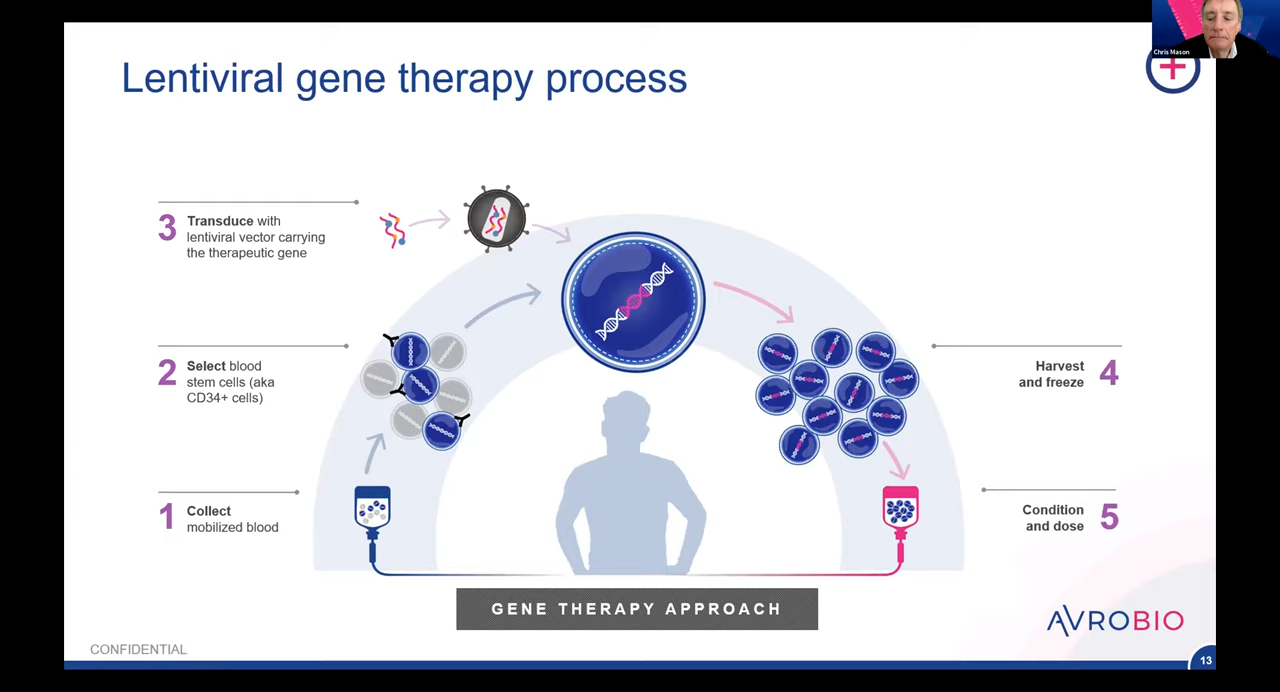 Chris Mason
Lentiviral gene therapy process
3
Transduce with
lentiviral vector carrying
the therapeutic gene
2
Select blood
stem cells (aka
CD34+ cells)
1
Collect
mobilized blood
Harvest
and freeze
4
Condition
and dose
5
GENE THERAPY APPROACH
AVROBIO
CONFIDENTIAL
13